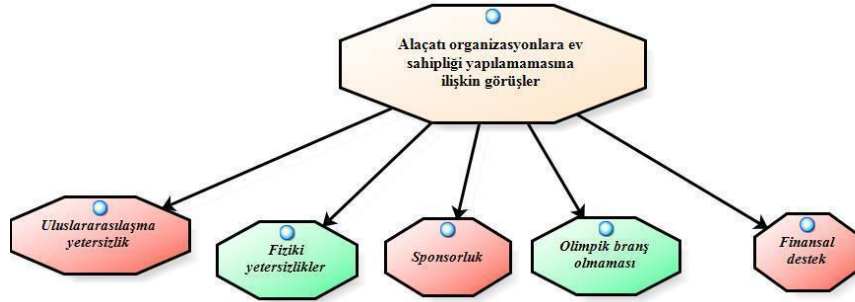 Alaçatı organizasyonlara ev
sahipliği yapılamamasına
ilişkin görüşler
Uluslararasılaşma
yetersizlik
Fiziki
yetersizlikler
Sponsorluk
Olimpik branş
olmaması
Finansal
destek